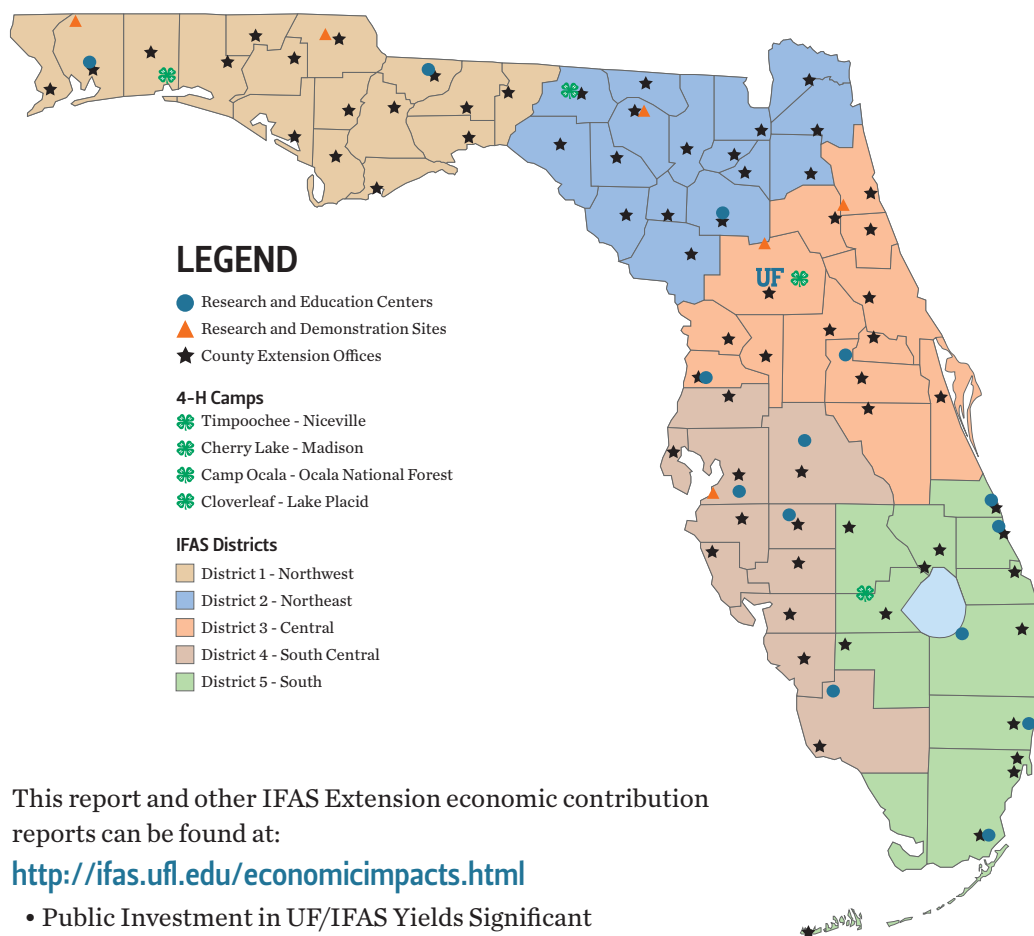 UF
LEGEND
Research and Education Centers
Research and Demonstration Sites
County Extension Offices
4-H Camps
Timpoochee - Niceville
Cherry Lake - Madison
Camp Ocala - Ocala National Forest
Cloverleaf - Lake Placid
IFAS Districts
District 1 - Northwest
District 2 - Northeast
District 3 - Central
District 4 - South Central
District 5 - South
This report and other IFAS Extension economic contribution
reports can be found at:
http://ifas.ufl.edu/economicimpacts.html
• Public Investment in UF/IFAS Yields Significant